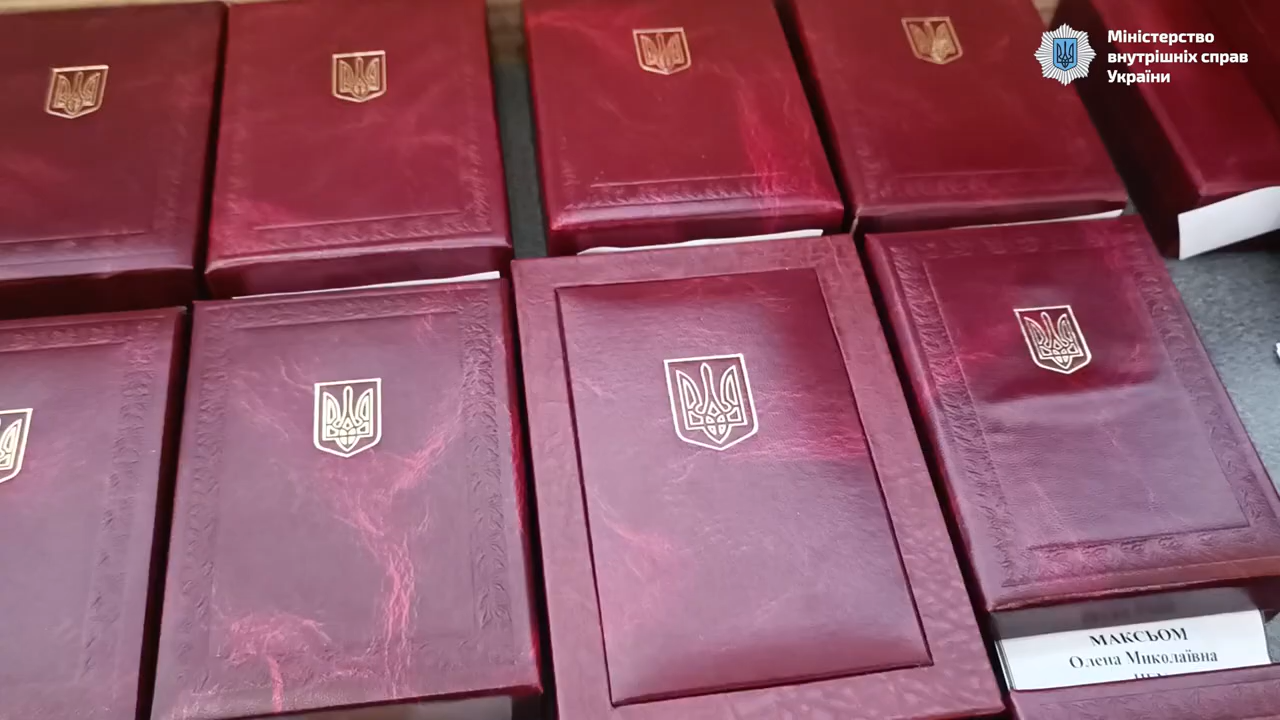 Міністерство
внутрішніх справ
України
МАКСЬОМ
Олена Миколаївна